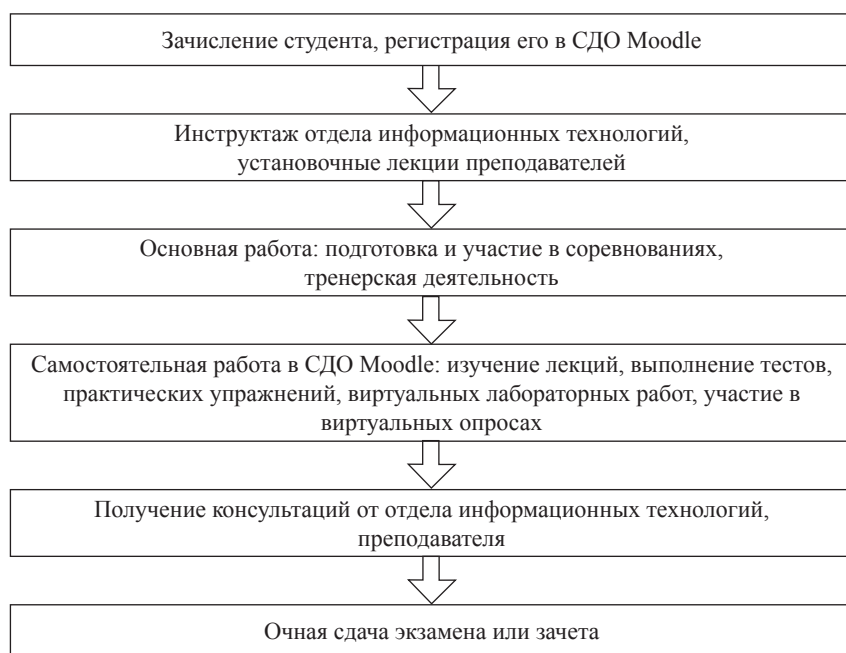 Зачисление студента, регистрация его в СДО Moodle
Инструктаж отдела информационных технологий,
установочные лекции преподавателей
Основная работа: подготовка и участие в соревнованиях,
тренерская деятельность
Самостоятельная работа в СДО Moodle: изучение лекций, выполнение тестов,
практических упражнений, виртуальных лабораторных работ, участие в
виртуальных опросах
Получение консультаций от отдела информационных технологий,
преподавателя
Очная сдача экзамена или зачета